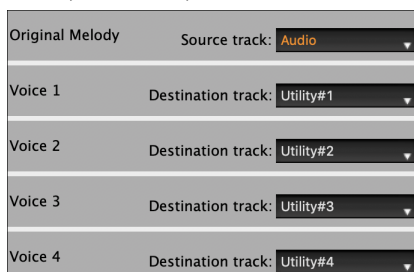 Original Melody Source track: Audio
Voice 1 Destination track: Utility#1
Voice 2 Destination track: Utility#2
Voice 3 Destination track: Utility#3
Voice 4 Destination track: Utility#4